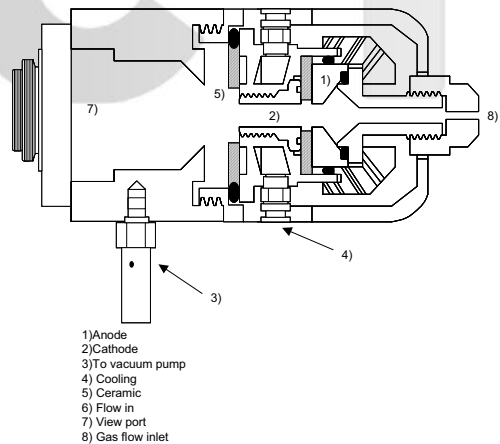 1)
5)
7)
2)
8)
4)
3)
1)Anode
2)Cathode
3)To vacuum pump
4) Cooling
5) Ceramic
6) Flow in
7) View port
8) Gas flow inlet